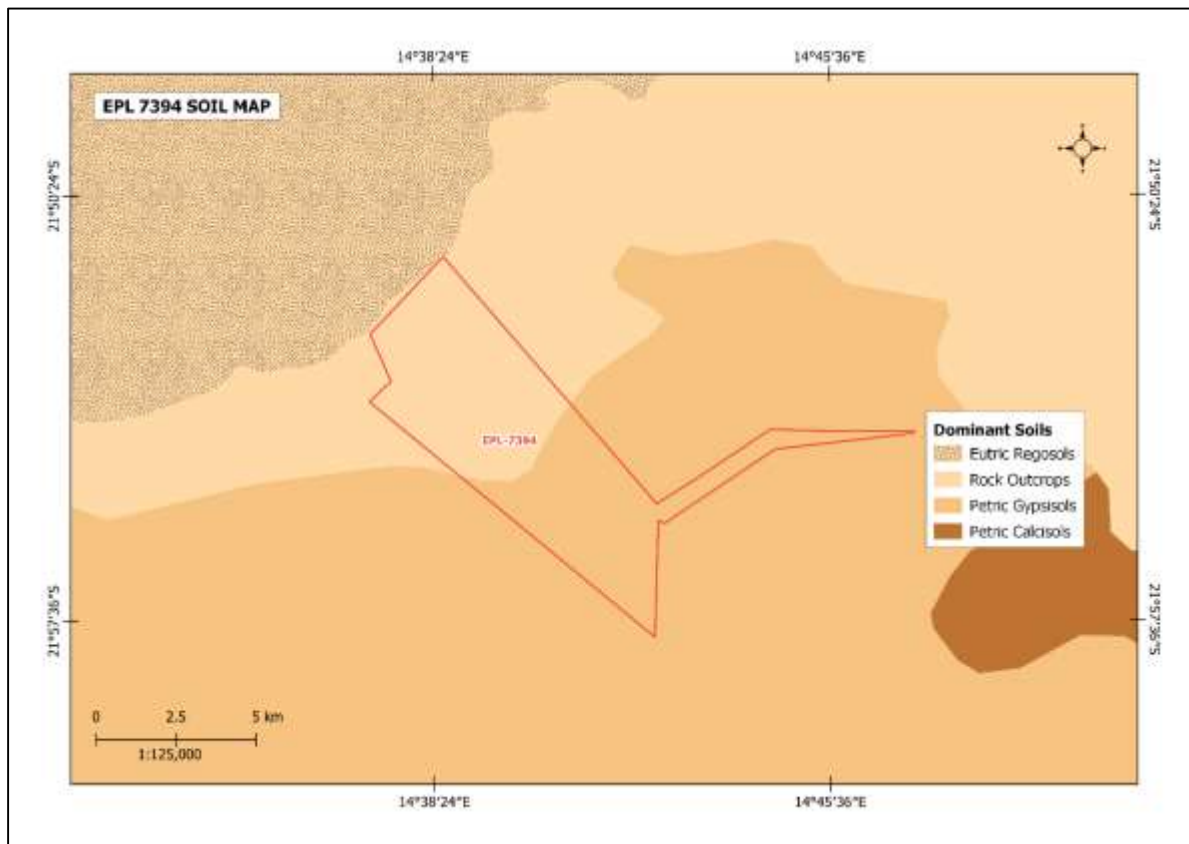 14°38'24"E
14°45'36"E
EPL 7394 SOIL MAP
21°50'24"S
21°50'24"S
EPL-7394
Dominant Soils
Eutric Regosols
Rock Outcrops
Petric Gypsisols
Petric Calcisols
21°57'36"S
21°57'36"S
0 2.5 5 km
1:125,000
14°38'24"E
14°45'36"E